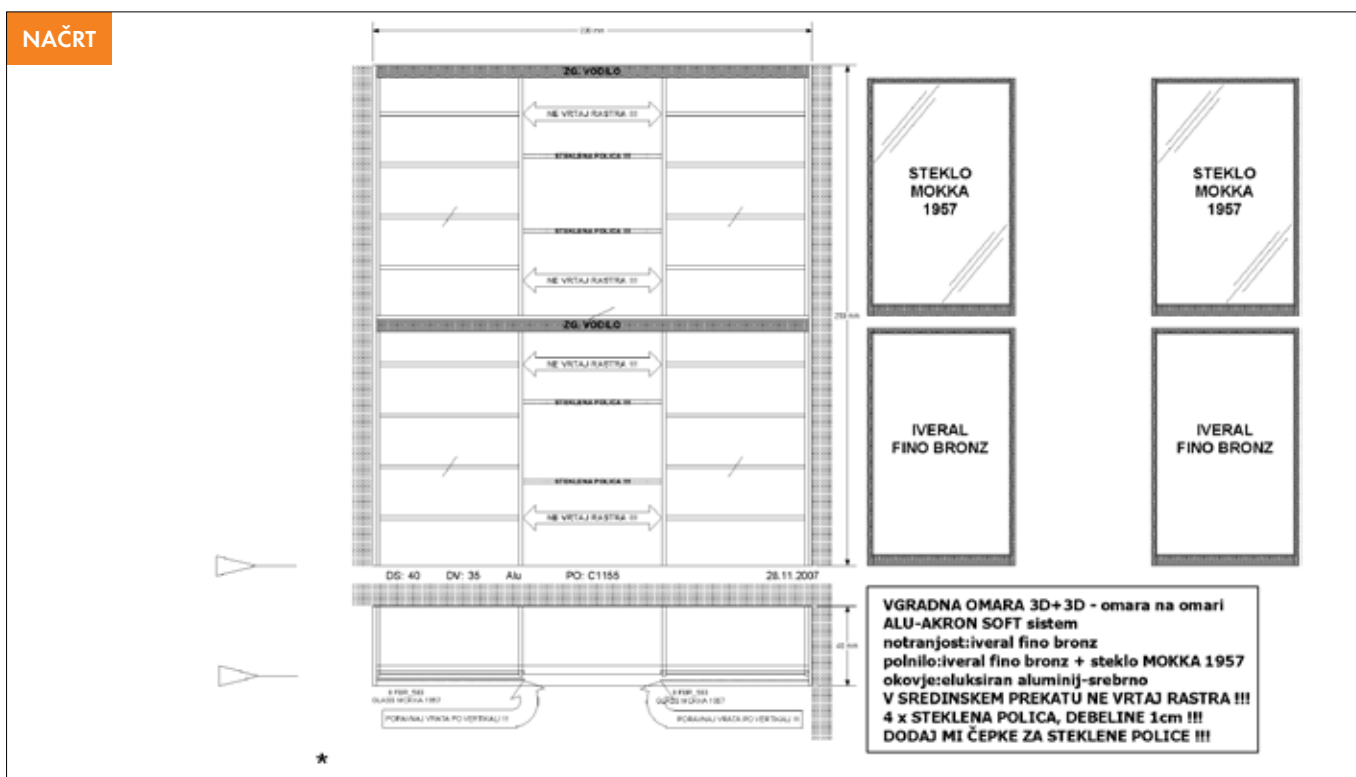 NAČRT
ZG. VODILO
NE VRTAJ RASTRA !!!
STEKLENA POLICA !!!
STEKLENA POLICA !!!
NE VRTAJ RASTRA !!!
ZG. VODILO
NE VRTAJ RASTRA !!!
STEKLENA POLICA !!!
STEKLENA POLICA !!!
NE VRTAJ RASTRA !!!
DS: 40 DV: 35 Alu PO: C1155 28.11.2007
STEKLO
MOKKA
1957
STEKLO
MOKKA
1957
IVERAL
FINO BRONZ
IVERAL
FINO BRONZ
PORAVNAJ VRATA PO VERTIKALI !!!
PORAVNAJ VRATA PO VERTIKALI !!!
*
VGRADNA OMARA 3D+3D - omara na omari
ALU-AKRON SOFT sistem
notranjost:iveral fino bronz
polnilo:iveral fino bronz + steklo MOKKA 1957
okovje:eluksiran aluminij-srebrno
V SREDINSKEM PREKATU NE VRTAJ RASTRA !!!
4 x STEKLENA POLICA, DEBELINE 1cm !!!
DODAJ MI ČEPKE ZA STEKLENE POLICE !!!